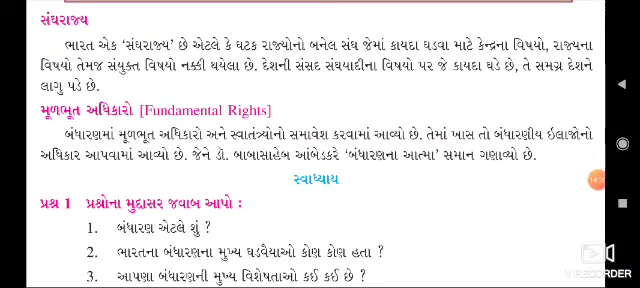 સંઘરાજ્ય
ભારત એક ‘સંઘરાજ્ય’ છે એટલે કે ઘટક રાજ્યોનો બનેલ સંઘ જેમાં કાયદા ઘડવા માટે કેન્દ્રના વિષયો, રાજ્યના
વિષયો તેમજ સંયુક્ત વિષયો નક્કી થયેલા છે. દેશની સંસદ સંઘયાદીના વિષયો પર જે કાયદા ઘડે છે, તે સમગ્ર દેશને
લાગુ પડે છે.
મૂળભૂત અધિકારો [Fundamental Rights]
બંધારણમાં મૂળભૂત અધિકારો અને સ્વાતંત્ર્યોનો સમાવેશ કરવામાં આવ્યો છે. તેમાં ખાસ તો બંધારણીય ઇલાજોનો
અધિકાર આપવામાં આવ્યો છે. જેને ડૉ. બાબાસાહેબ આંબેડકરે ‘બંધારણના આત્મા’ સમાન ગણાવ્યો છે.
સ્વાધ્યાય
પ્રશ્ન 1 પ્રશ્નોના મુદ્દાસર જવાબ આપો :
1. બંધારણ એટલે શું ?
2. ભારતના બંધારણના મુખ્ય ઘડવૈયાઓ કોણ કોણ હતા ?
3. આપણા બંધારણની મુખ્ય વિશેષતાઓ કઈ કઈ છે ?
V RECORDER